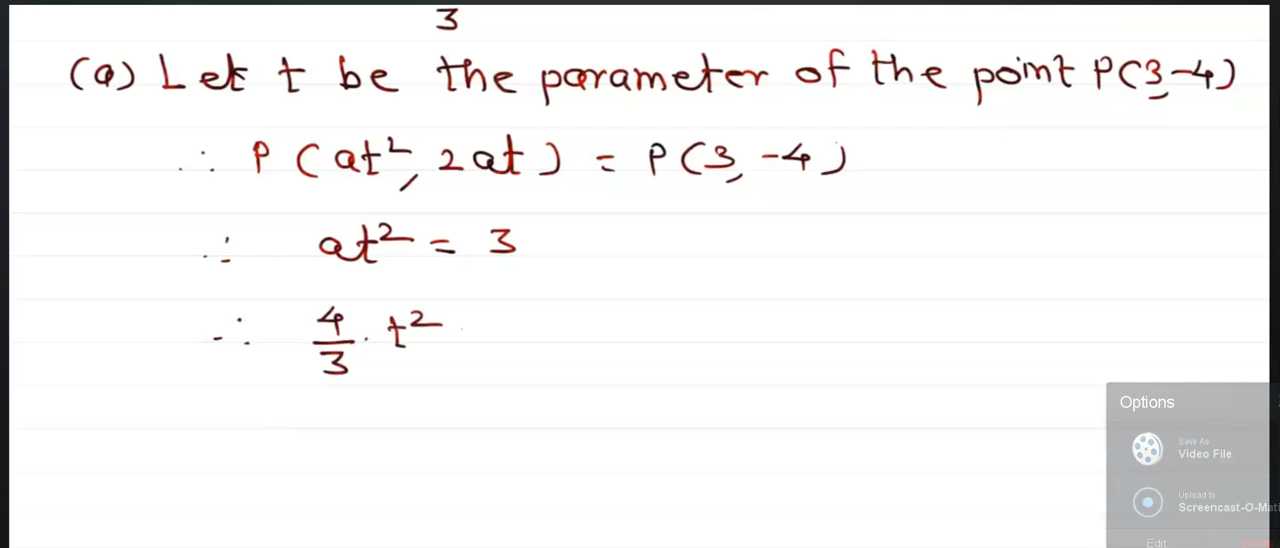 3
(a) Let t be the parameter of the point P(3,-4)
∴ P(at², 2at) = P(3, -4)
∴ at² = 3
∴ 4/3 · t²
Options
Save As
Video File
Upload to
Screencast-O-Mati
Edit